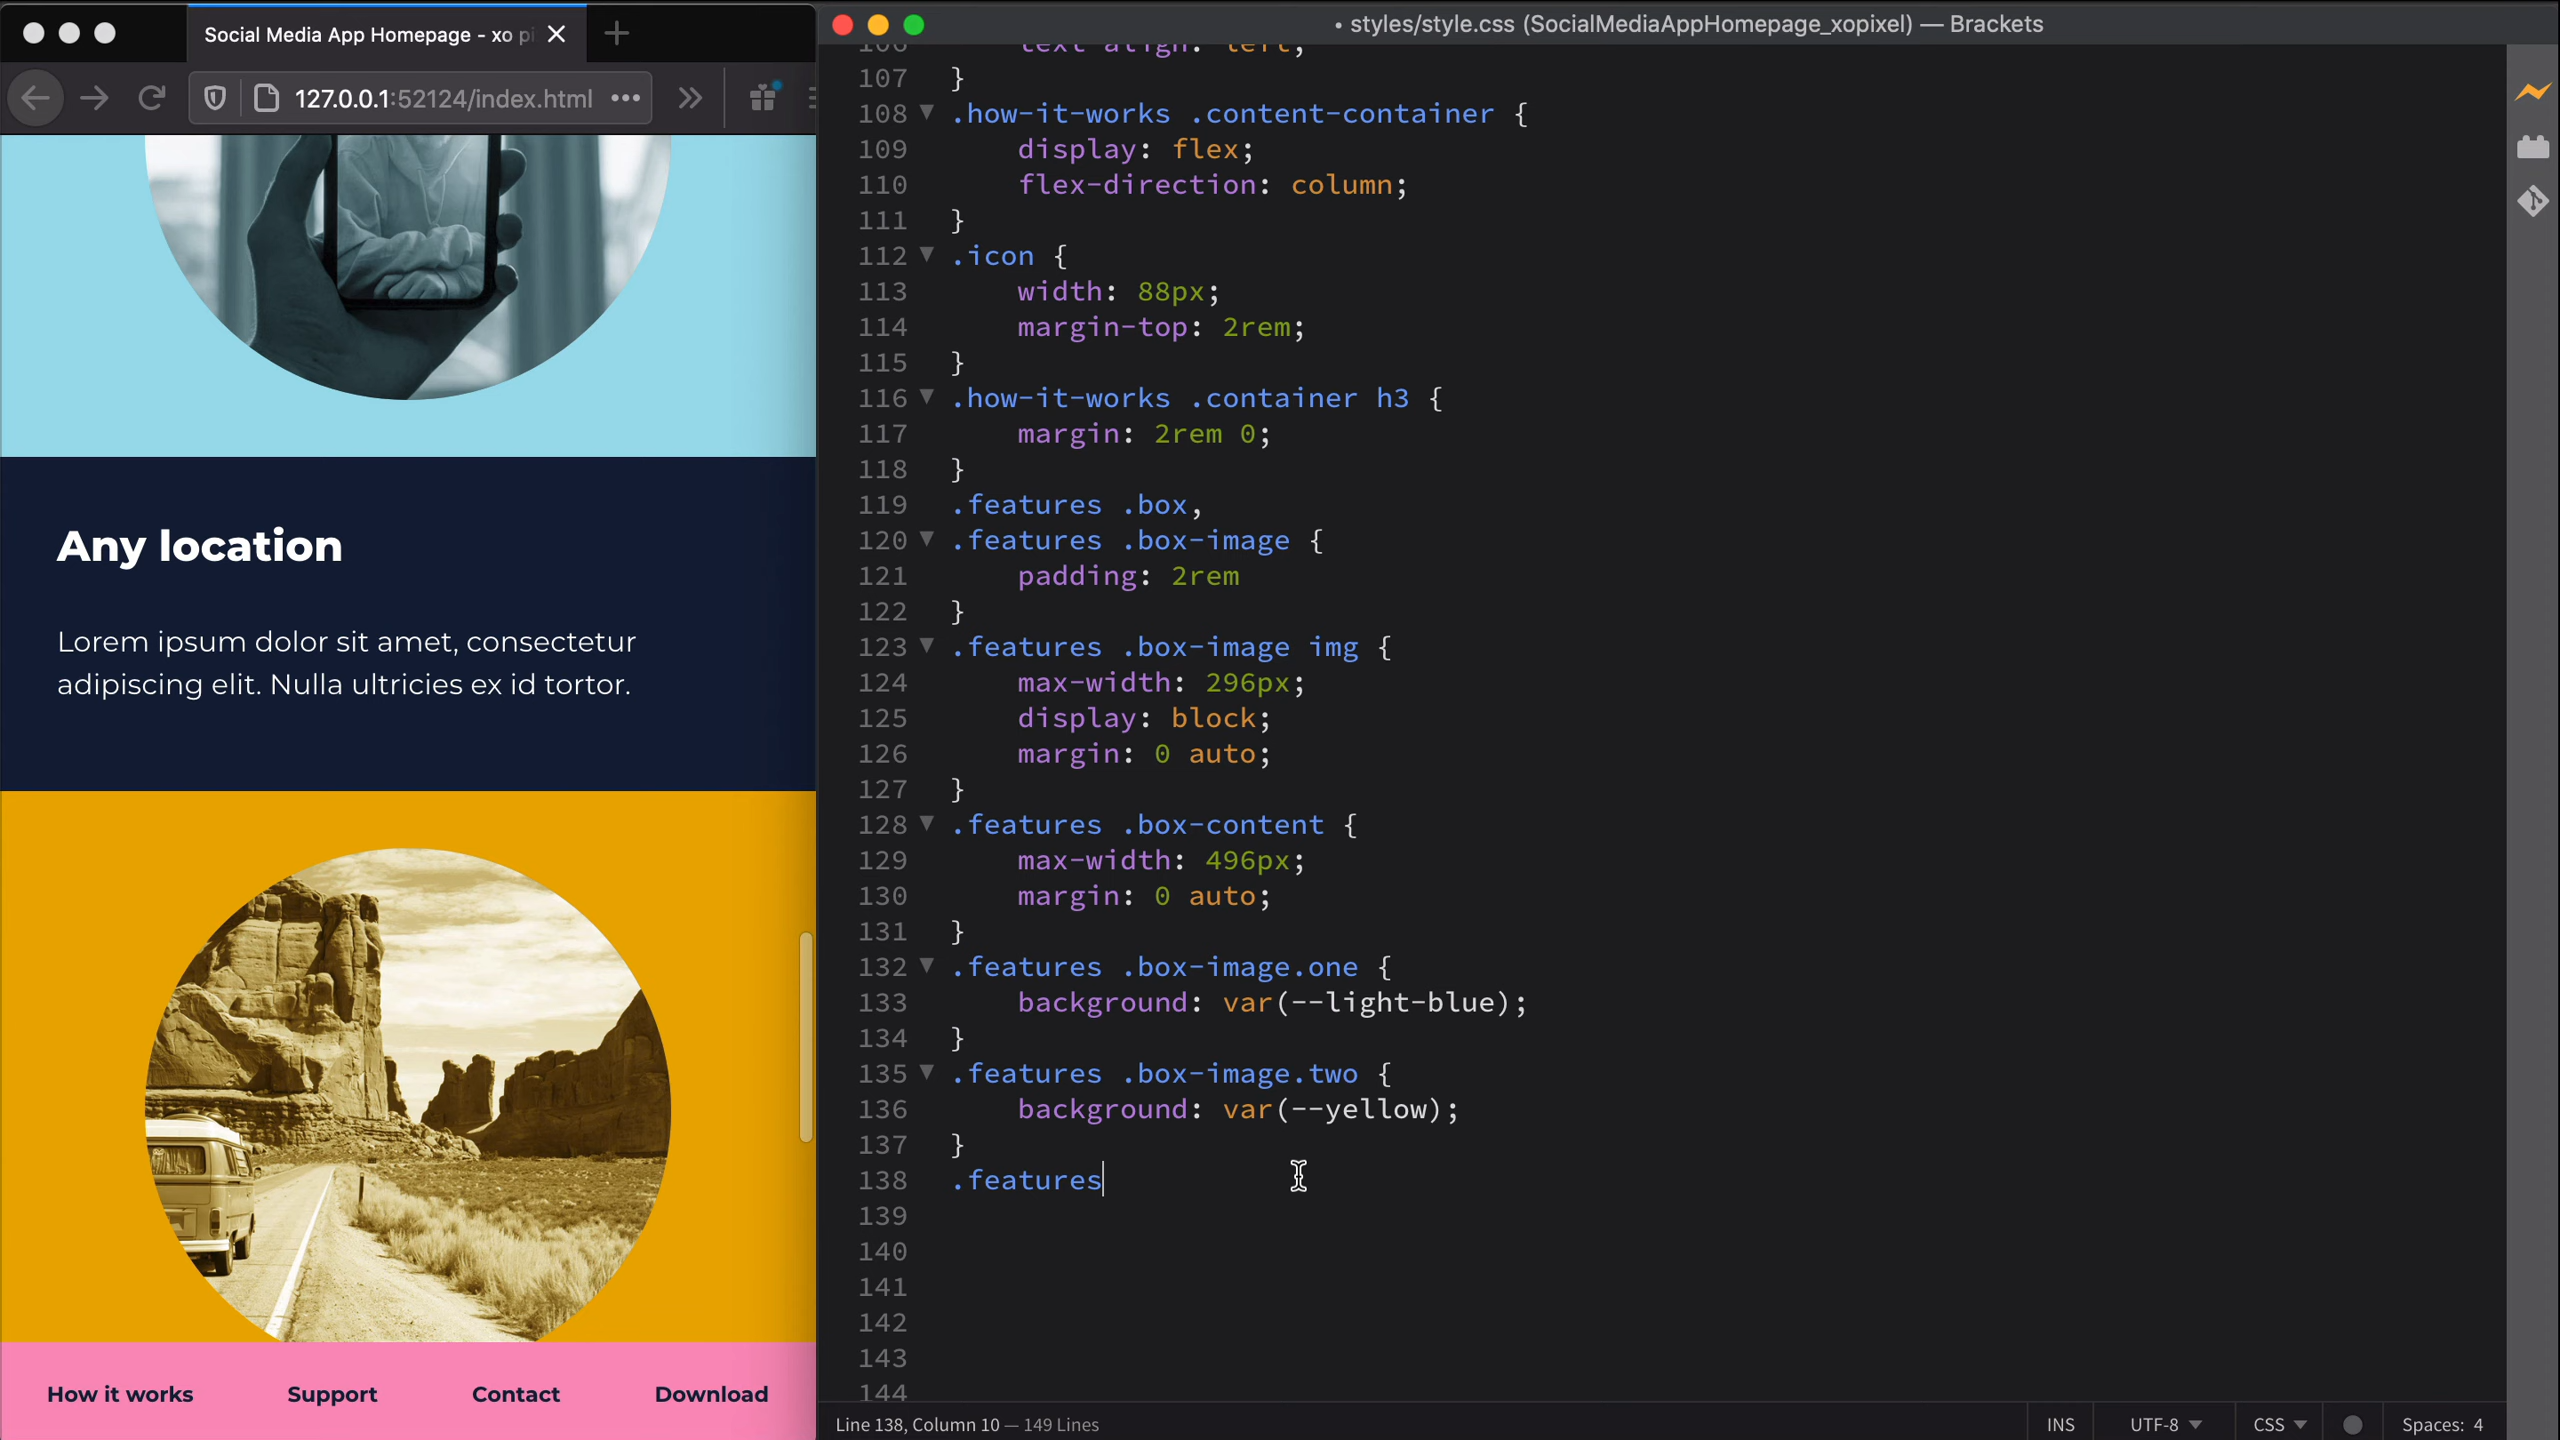 Social Media App Homepage - xo pi
127.0.0.1:52124/index.html
Any location
Lorem ipsum dolor sit amet, consectetur
adipiscing elit. Nulla ultricies ex id tortor.
How it works Support Contact Download
• styles/style.css (SocialMediaAppHomepage_xopixel) — Brackets
106 text-align: left;
107 }
108 .how-it-works .content-container {
109 display: flex;
110 flex-direction: column;
111 }
112 .icon {
113 width: 88px;
114 margin-top: 2rem;
115 }
116 .how-it-works .container h3 {
117 margin: 2rem 0;
118 }
119 .features .box,
120 .features .box-image {
121 padding: 2rem
122 }
123 .features .box-image img {
124 max-width: 296px;
125 display: block;
126 margin: 0 auto;
127 }
128 .features .box-content {
129 max-width: 496px;
130 margin: 0 auto;
131 }
132 .features .box-image.one {
133 background: var(--light-blue);
134 }
135 .features .box-image.two {
136 background: var(--yellow);
137 }
138 .features
139
140
141
142
143
144
Line 138, Column 10 — 149 Lines
INS UTF-8 CSS Spaces: 4